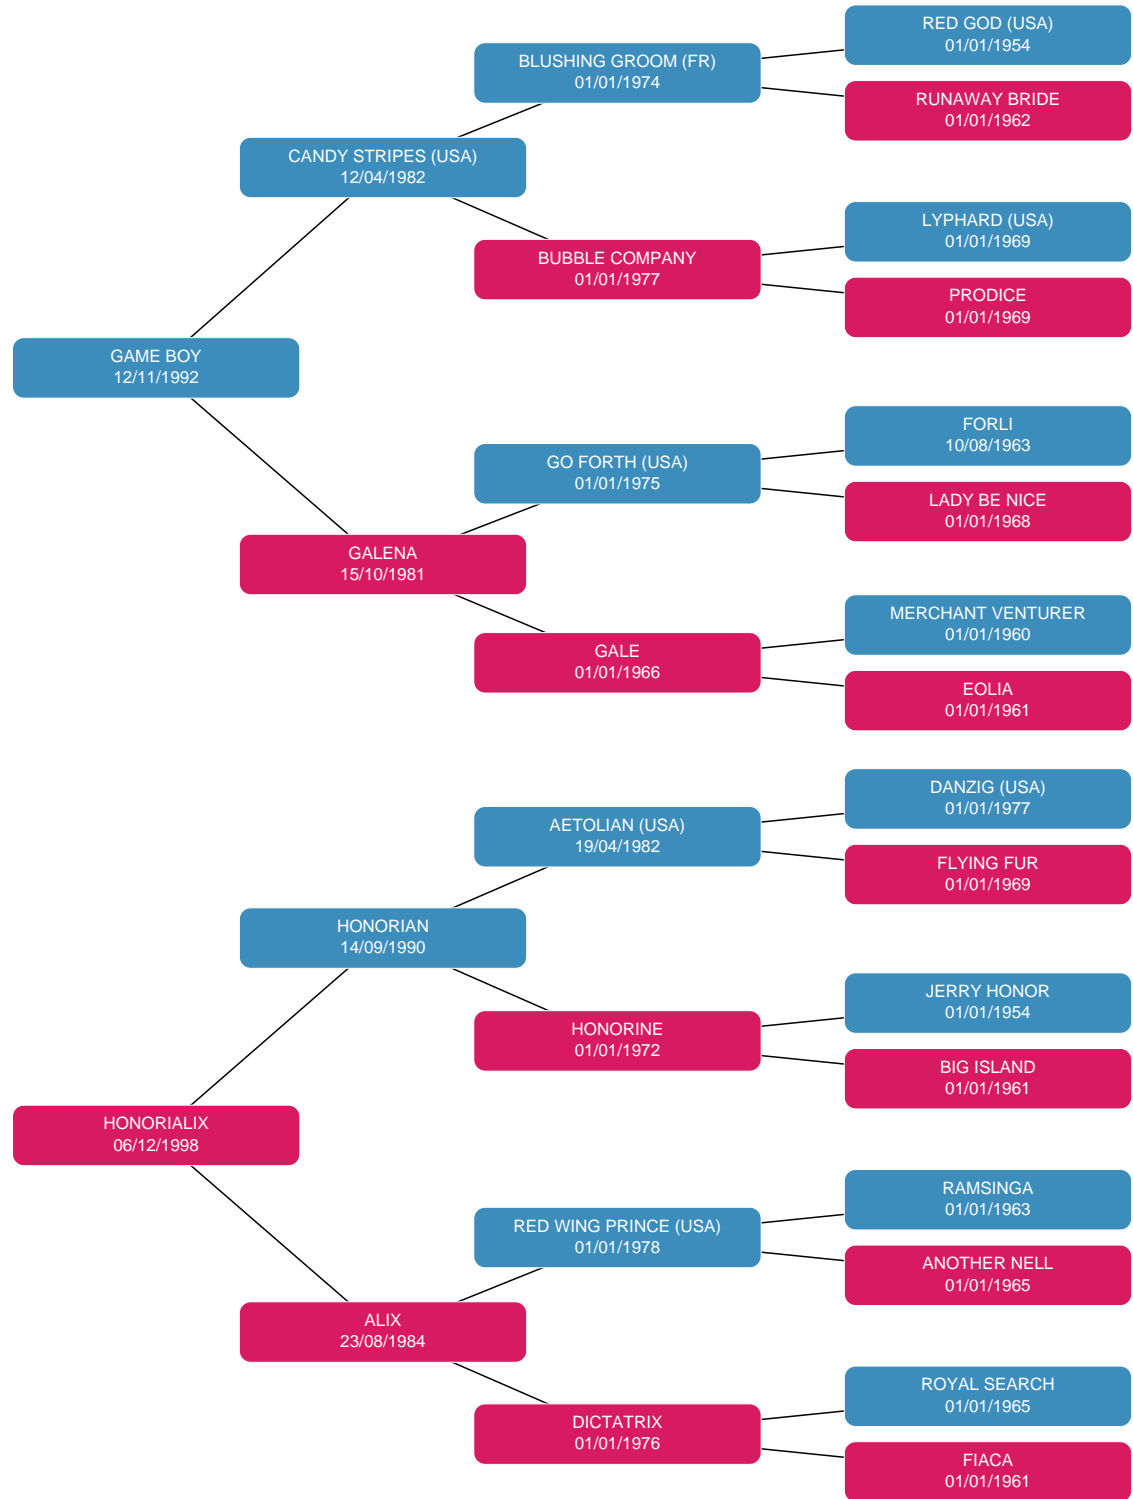 RED GOD (USA)
01/01/1954
BLUSHING GROOM (FR)
01/01/1974
RUNAWAY BRIDE
01/01/1962
CANDY STRIPES (USA)
12/04/1982
LYPHARD (USA)
01/01/1969
BUBBLE COMPANY
01/01/1977
PRODICE
01/01/1969
GAME BOY
12/11/1992
FORLI
10/08/1963
GO FORTH (USA)
01/01/1975
LADY BE NICE
01/01/1968
GALENA
15/10/1981
MERCHANT VENTURER
01/01/1960
GALE
01/01/1966
EOLIA
01/01/1961
DANZIG (USA)
01/01/1977
AETOLIAN (USA)
19/04/1982
FLYING FUR
01/01/1969
HONORIAN
14/09/1990
JERRY HONOR
01/01/1954
HONORINE
01/01/1972
BIG ISLAND
01/01/1961
HONORIALIX
06/12/1998
RAMSINGA
01/01/1963
RED WING PRINCE (USA)
01/01/1978
ANOTHER NELL
01/01/1965
ALIX
23/08/1984
ROYAL SEARCH
01/01/1965
DICTATRIX
01/01/1976
FIACA
01/01/1961